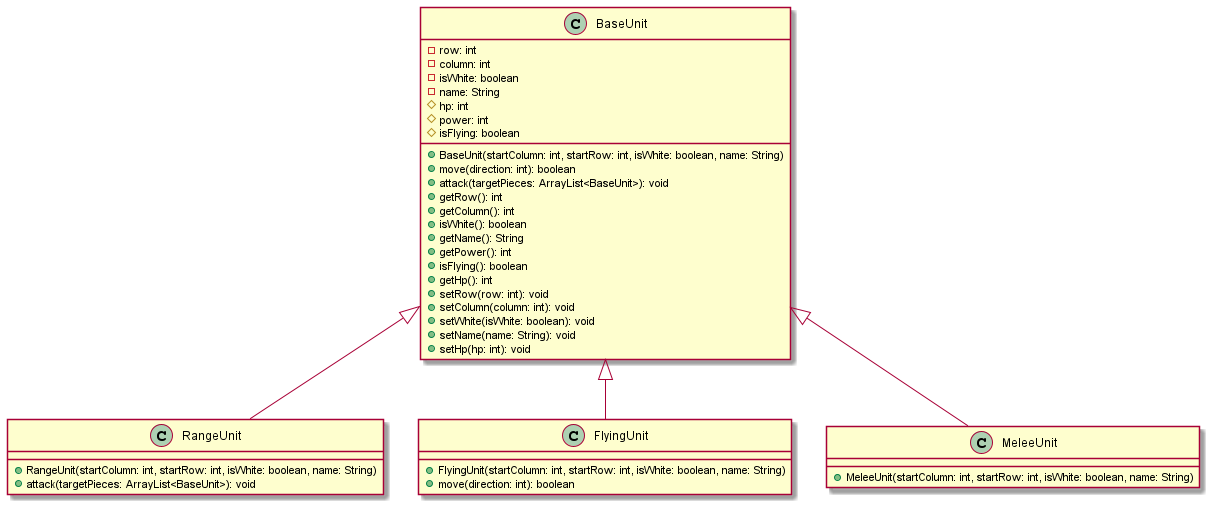 C BaseUnit
row: int
column: int
isWhite: boolean
name: String
hp: int
power: int
isFlying: boolean
BaseUnit(startColumn: int, startRow: int, isWhite: boolean, name: String)
move(direction: int): boolean
attack(targetPieces: ArrayList<BaseUnit>): void
getRow(): int
getColumn(): int
isWhite(): boolean
getName(): String
getPower(): int
isFlying(): boolean
getHp(): int
setRow(row: int): void
setColumn(column: int): void
setWhite(isWhite: boolean): void
setName(name: String): void
setHp(hp: int): void
C RangeUnit
RangeUnit(startColumn: int, startRow: int, isWhite: boolean, name: String)
attack(targetPieces: ArrayList<BaseUnit>): void
C FlyingUnit
FlyingUnit(startColumn: int, startRow: int, isWhite: boolean, name: String)
move(direction: int): boolean
C MeleeUnit
MeleeUnit(startColumn: int, startRow: int, isWhite: boolean, name: String)